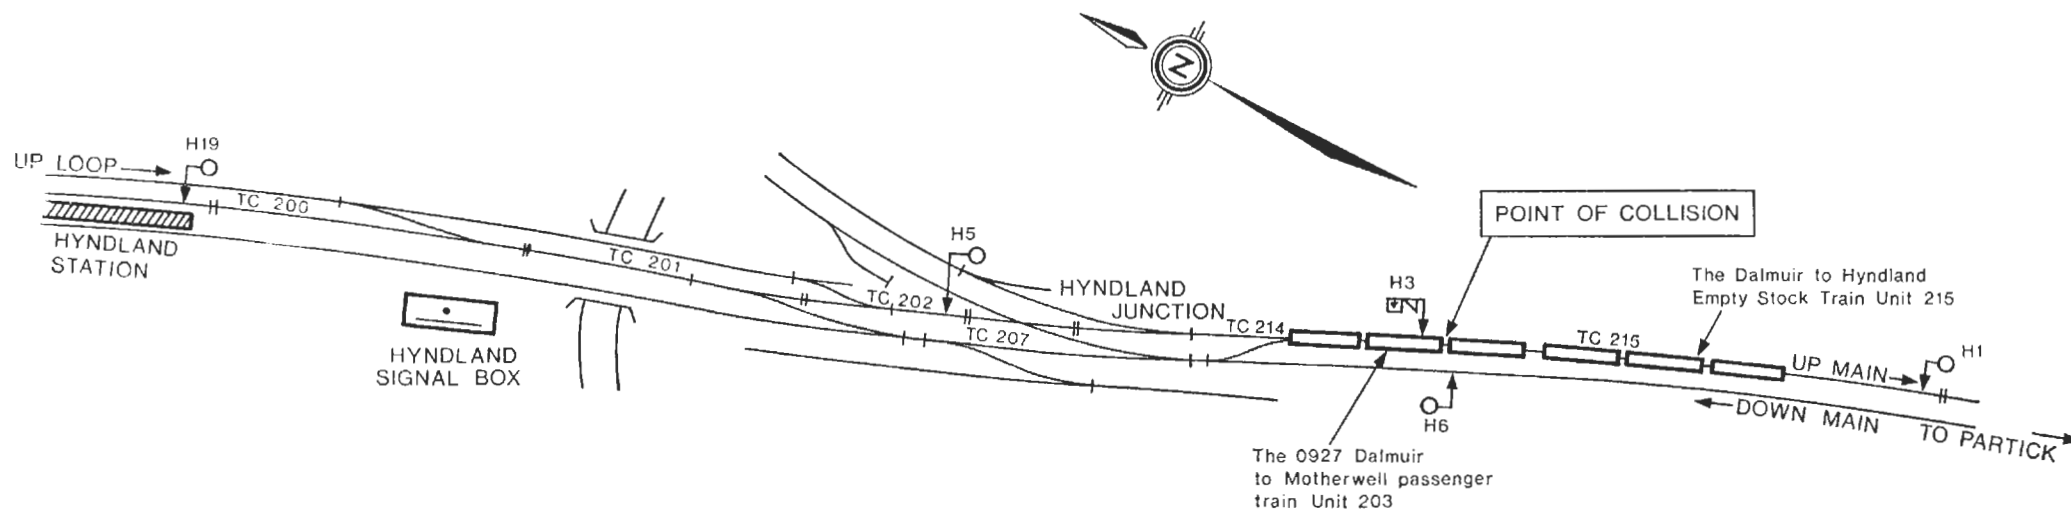 N
H19
UP LOOP
TC 200
HYNDLAND
STATION
HYNDLAND
SIGNAL BOX
TC 201
TC 202
H5
TC 207
HYNDLAND
JUNCTION
TC 214
H3
POINT OF COLLISION
The Dalmuir to Hyndland
Empty Stock Train Unit 215
TC 215
UP MAIN
H1
H6
DOWN MAIN
TO PARTICK
The 0927 Dalmuir
to Motherwell passenger
train Unit 203